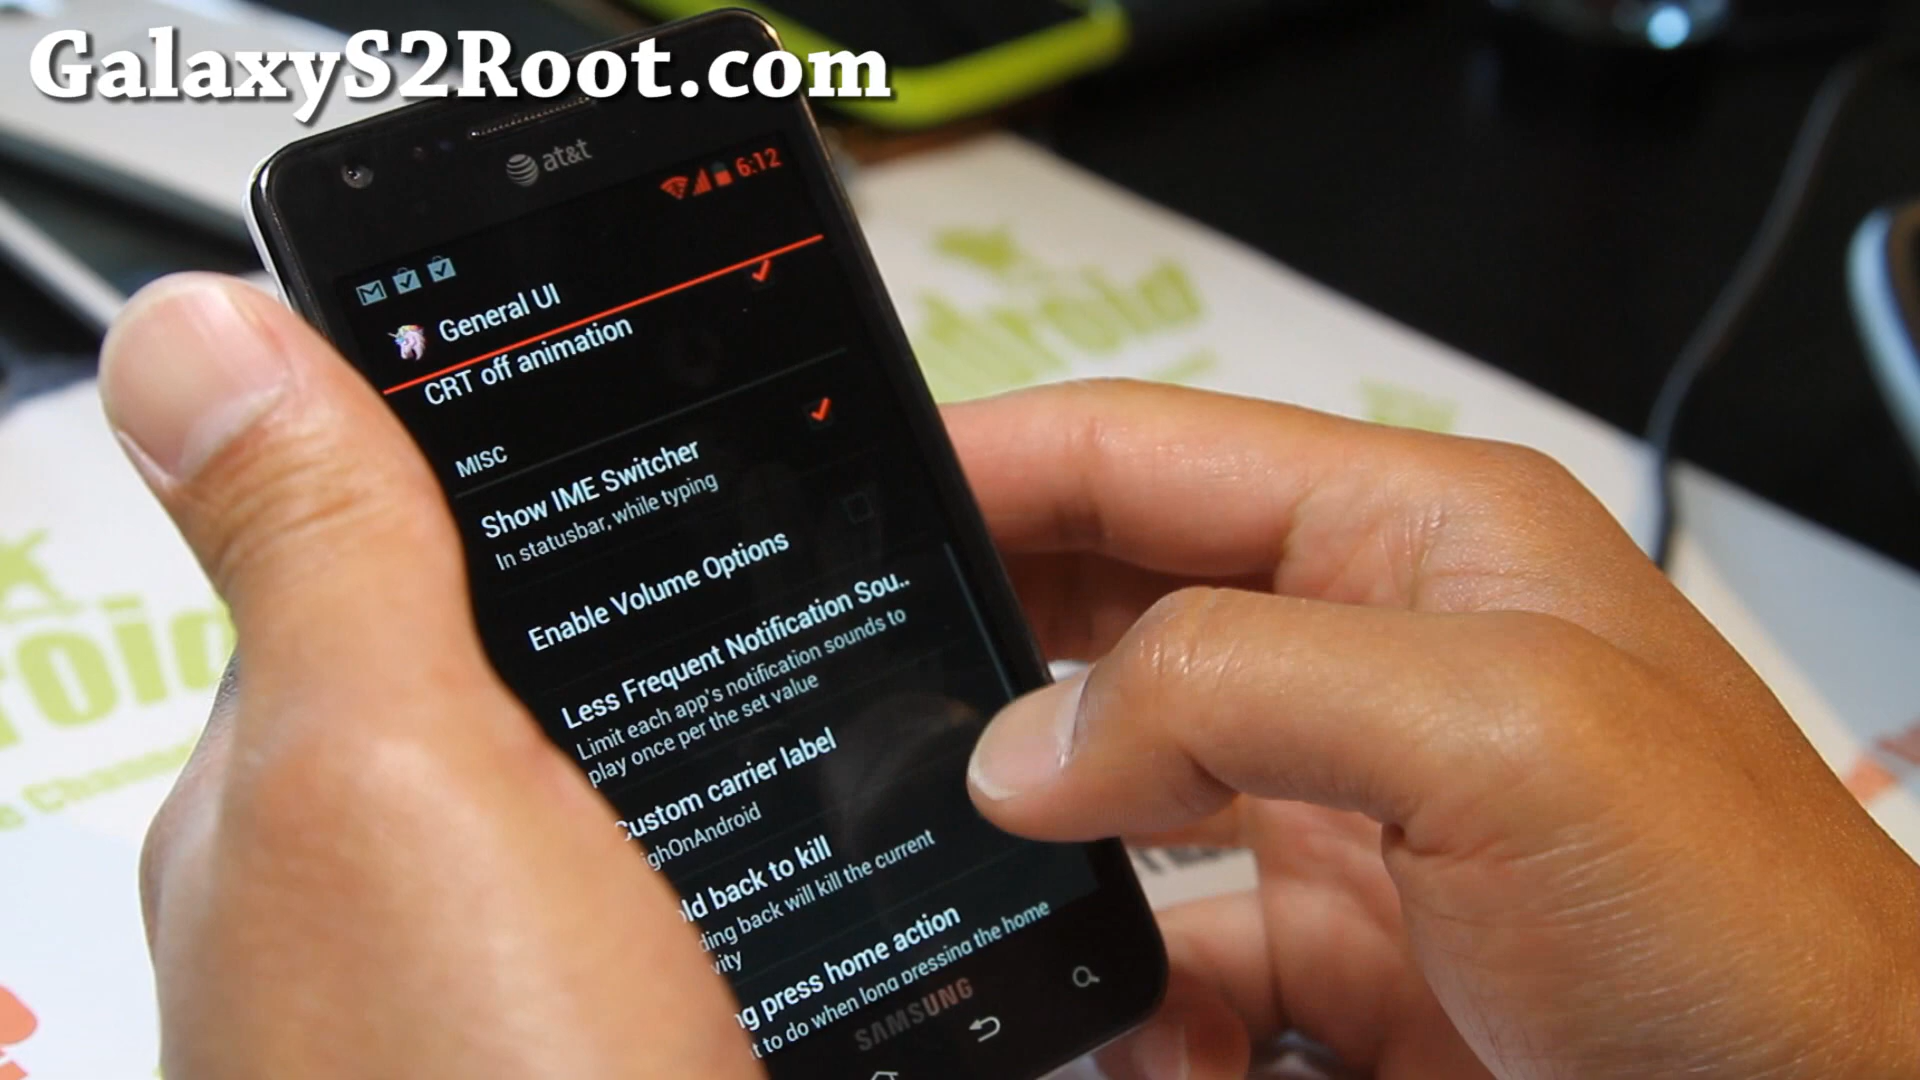 GalaxyS2Root.com
at&t
6:12
General UI
CRT off animation
MISC
Show IME Switcher
In statusbar, while typing
Enable Volume Options
Less Frequent Notification Sou..
Limit each app's notification sounds to
play once per the set value
Custom carrier label
ighOnAndroid
ld back to kill
ding back will kill the current
vity
ng press home action
t to do when long pressing the home
SAMSUNG